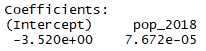 Coefficients:
(Intercept) pop_2018
-3.520e+00 7.672e-05